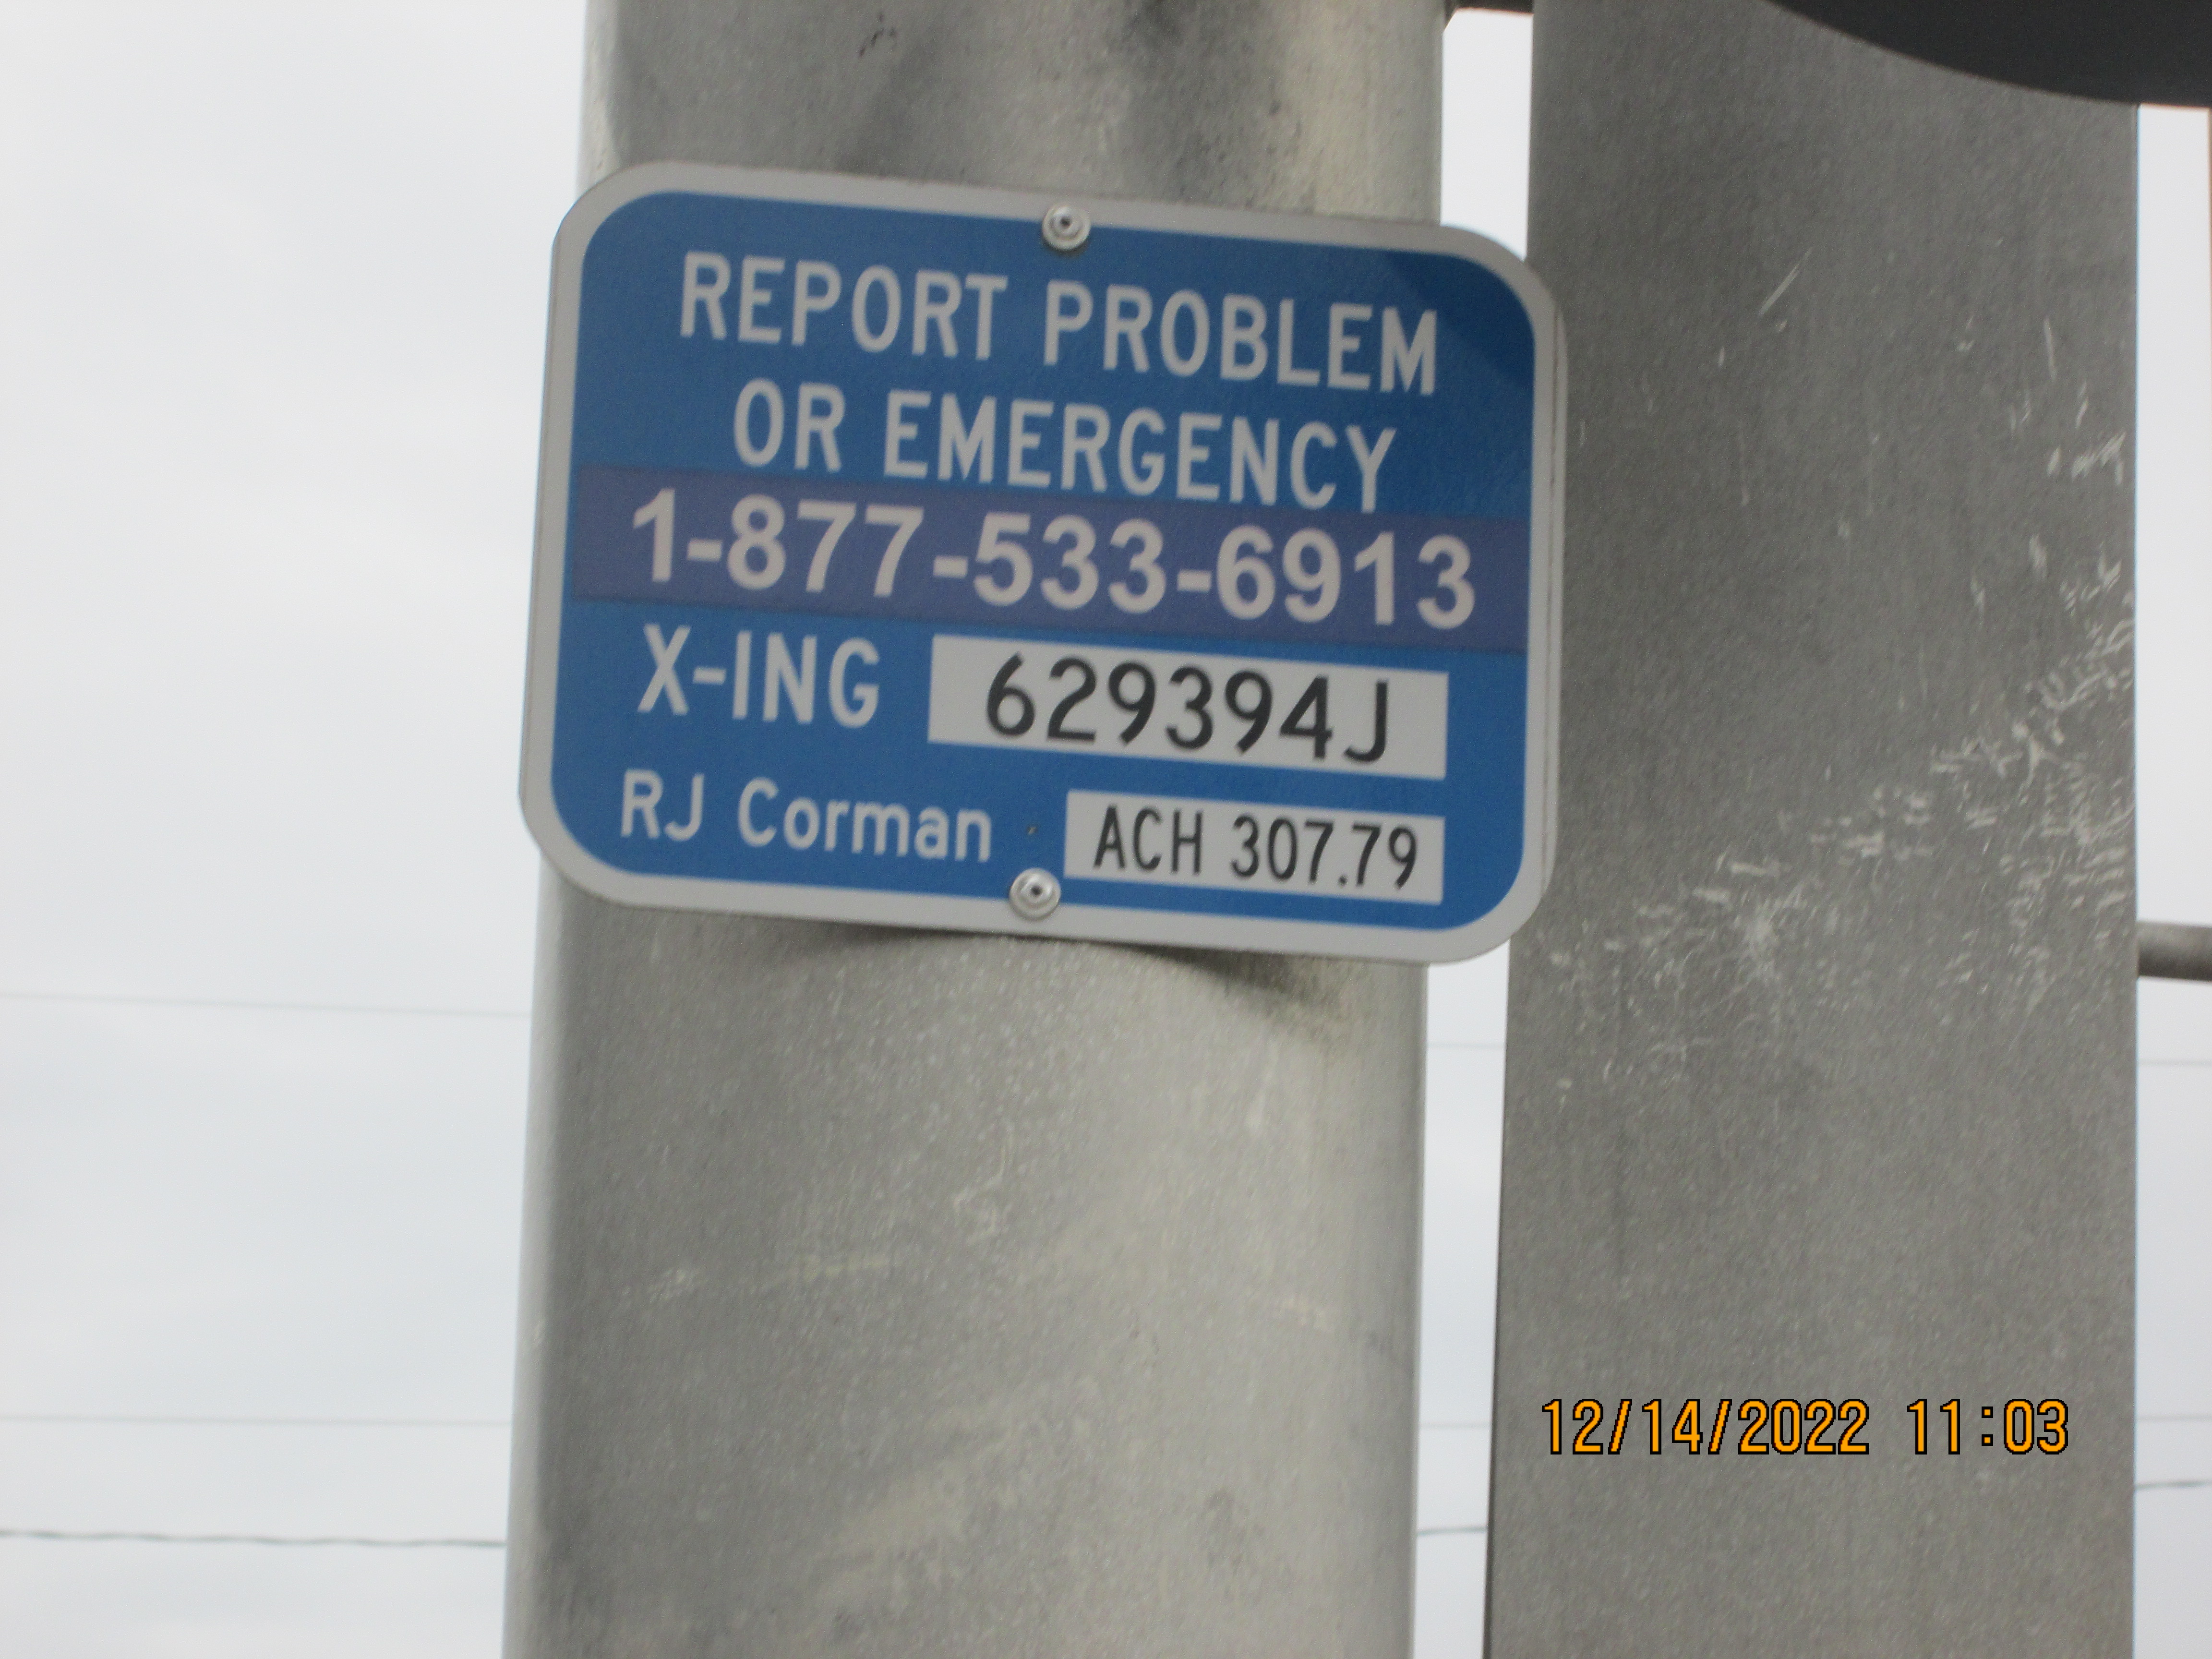 REPORT PROBLEM
OR EMERGENCY
1-877-533-6913
X-ING 629394J
RJ Corman ACH 307.79
12/14/2022 11:03